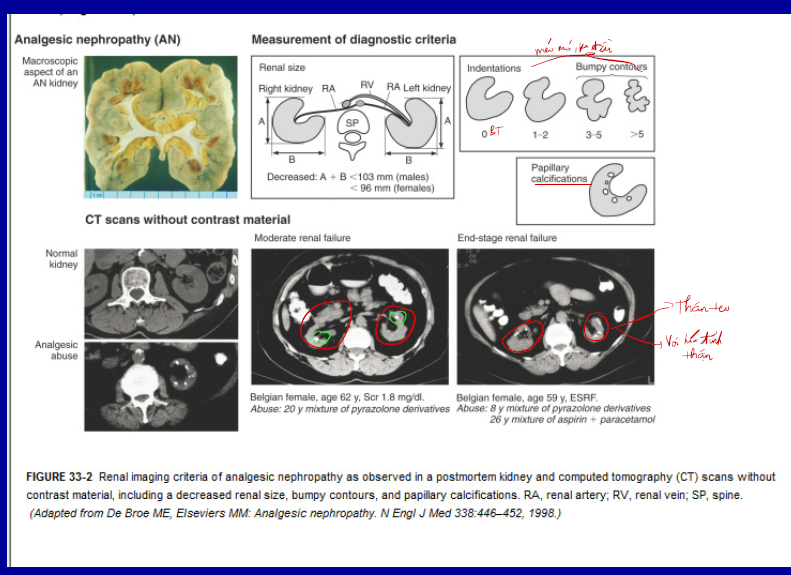 Analgesic nephropathy (AN)
Macroscopic
aspect of an
AN kidney
Measurement of diagnostic criteria
Renal size
Right kidney
RA
RV
RA
Left kidney
A
SP
A
B
B
Decreased: A + B <103 mm (males)
< 96 mm (females)
Indentations
Bumpy contours
0 BT
1–2
3–5
>5
Papillary
calcifications
CT scans without contrast material
Normal
kidney
Analgesic
abuse
Moderate renal failure
End-stage renal failure
Thận teo
thận
Belgian female, age 62 y, Scr 1.8 mg/dl.
Abuse: 20 y mixture of pyrazolone derivatives
Belgian female, age 59 y, ESRF.
Abuse: 8 y mixture of pyrazolone derivatives
26 y mixture of aspirin + paracetamol
FIGURE 33-2 Renal imaging criteria of analgesic nephropathy as observed in a postmortem kidney and computed tomography (CT) scans without
contrast material, including a decreased renal size, bumpy contours, and papillary calcifications. RA, renal artery; RV, renal vein; SP, spine.
(Adapted from De Broe ME, Elseviers MM: Analgesic nephropathy. N Engl J Med 338:446–452, 1998.)